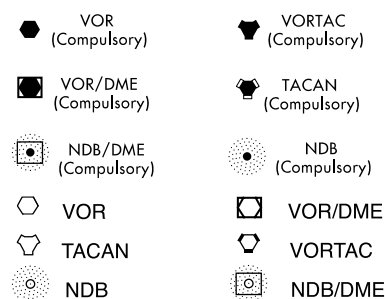 VOR
(Compulsory)
VORTAC
(Compulsory)
VOR/DME
(Compulsory)
TACAN
(Compulsory)
NDB/DME
(Compulsory)
NDB
(Compulsory)
VOR
VOR/DME
TACAN
VORTAC
NDB
NDB/DME